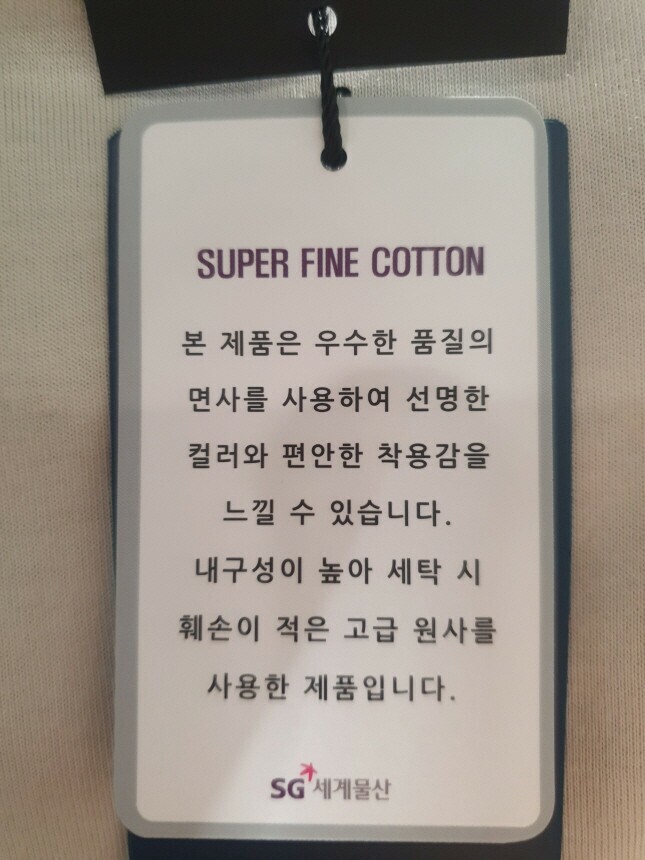 SUPER FINE COTTON
본 제품은 우수한 품질의
면사를 사용하여 선명한
컬러와 편안한 착용감을
느낄 수 있습니다.
내구성이 높아 세탁 시
훼손이 적은 고급 원사를
사용한 제품입니다.
SG 세계물산